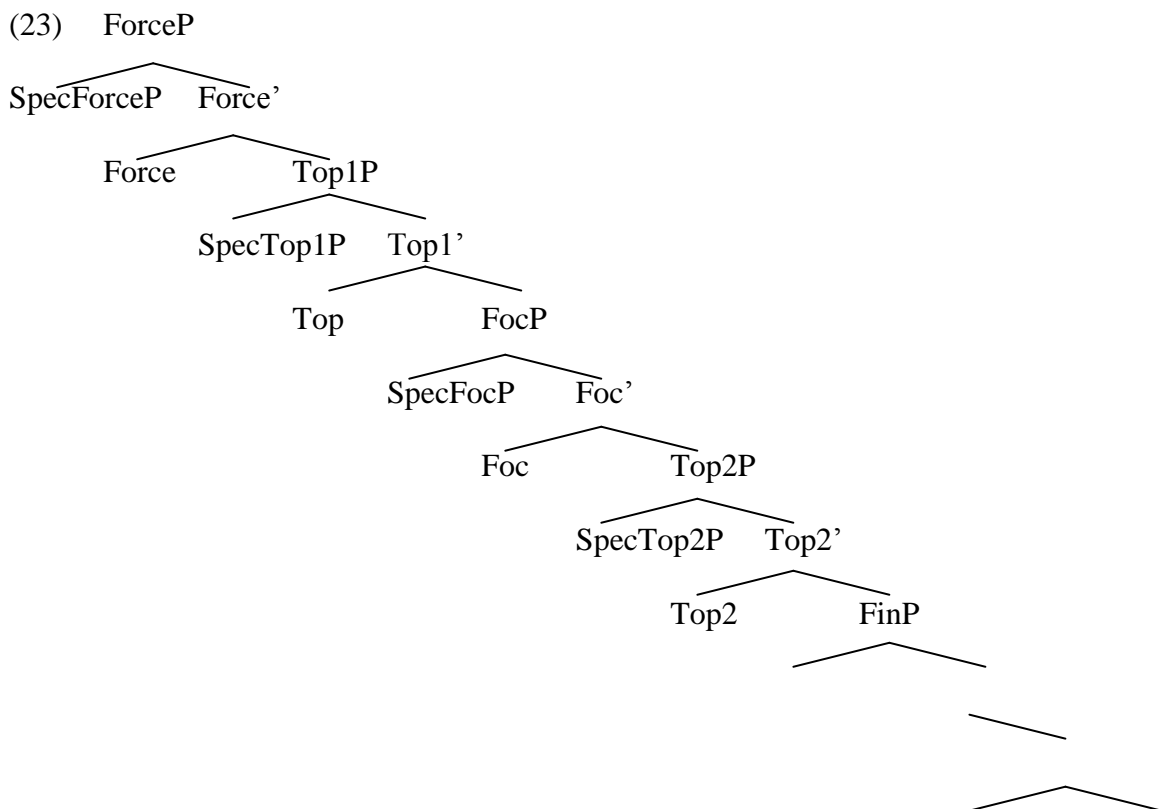 (23) ForceP
SpecForceP Force’
Force Top1P
SpecTop1P Top1’
Top FocP
SpecFocP Foc’
Foc Top2P
SpecTop2P Top2’
Top2 FinP